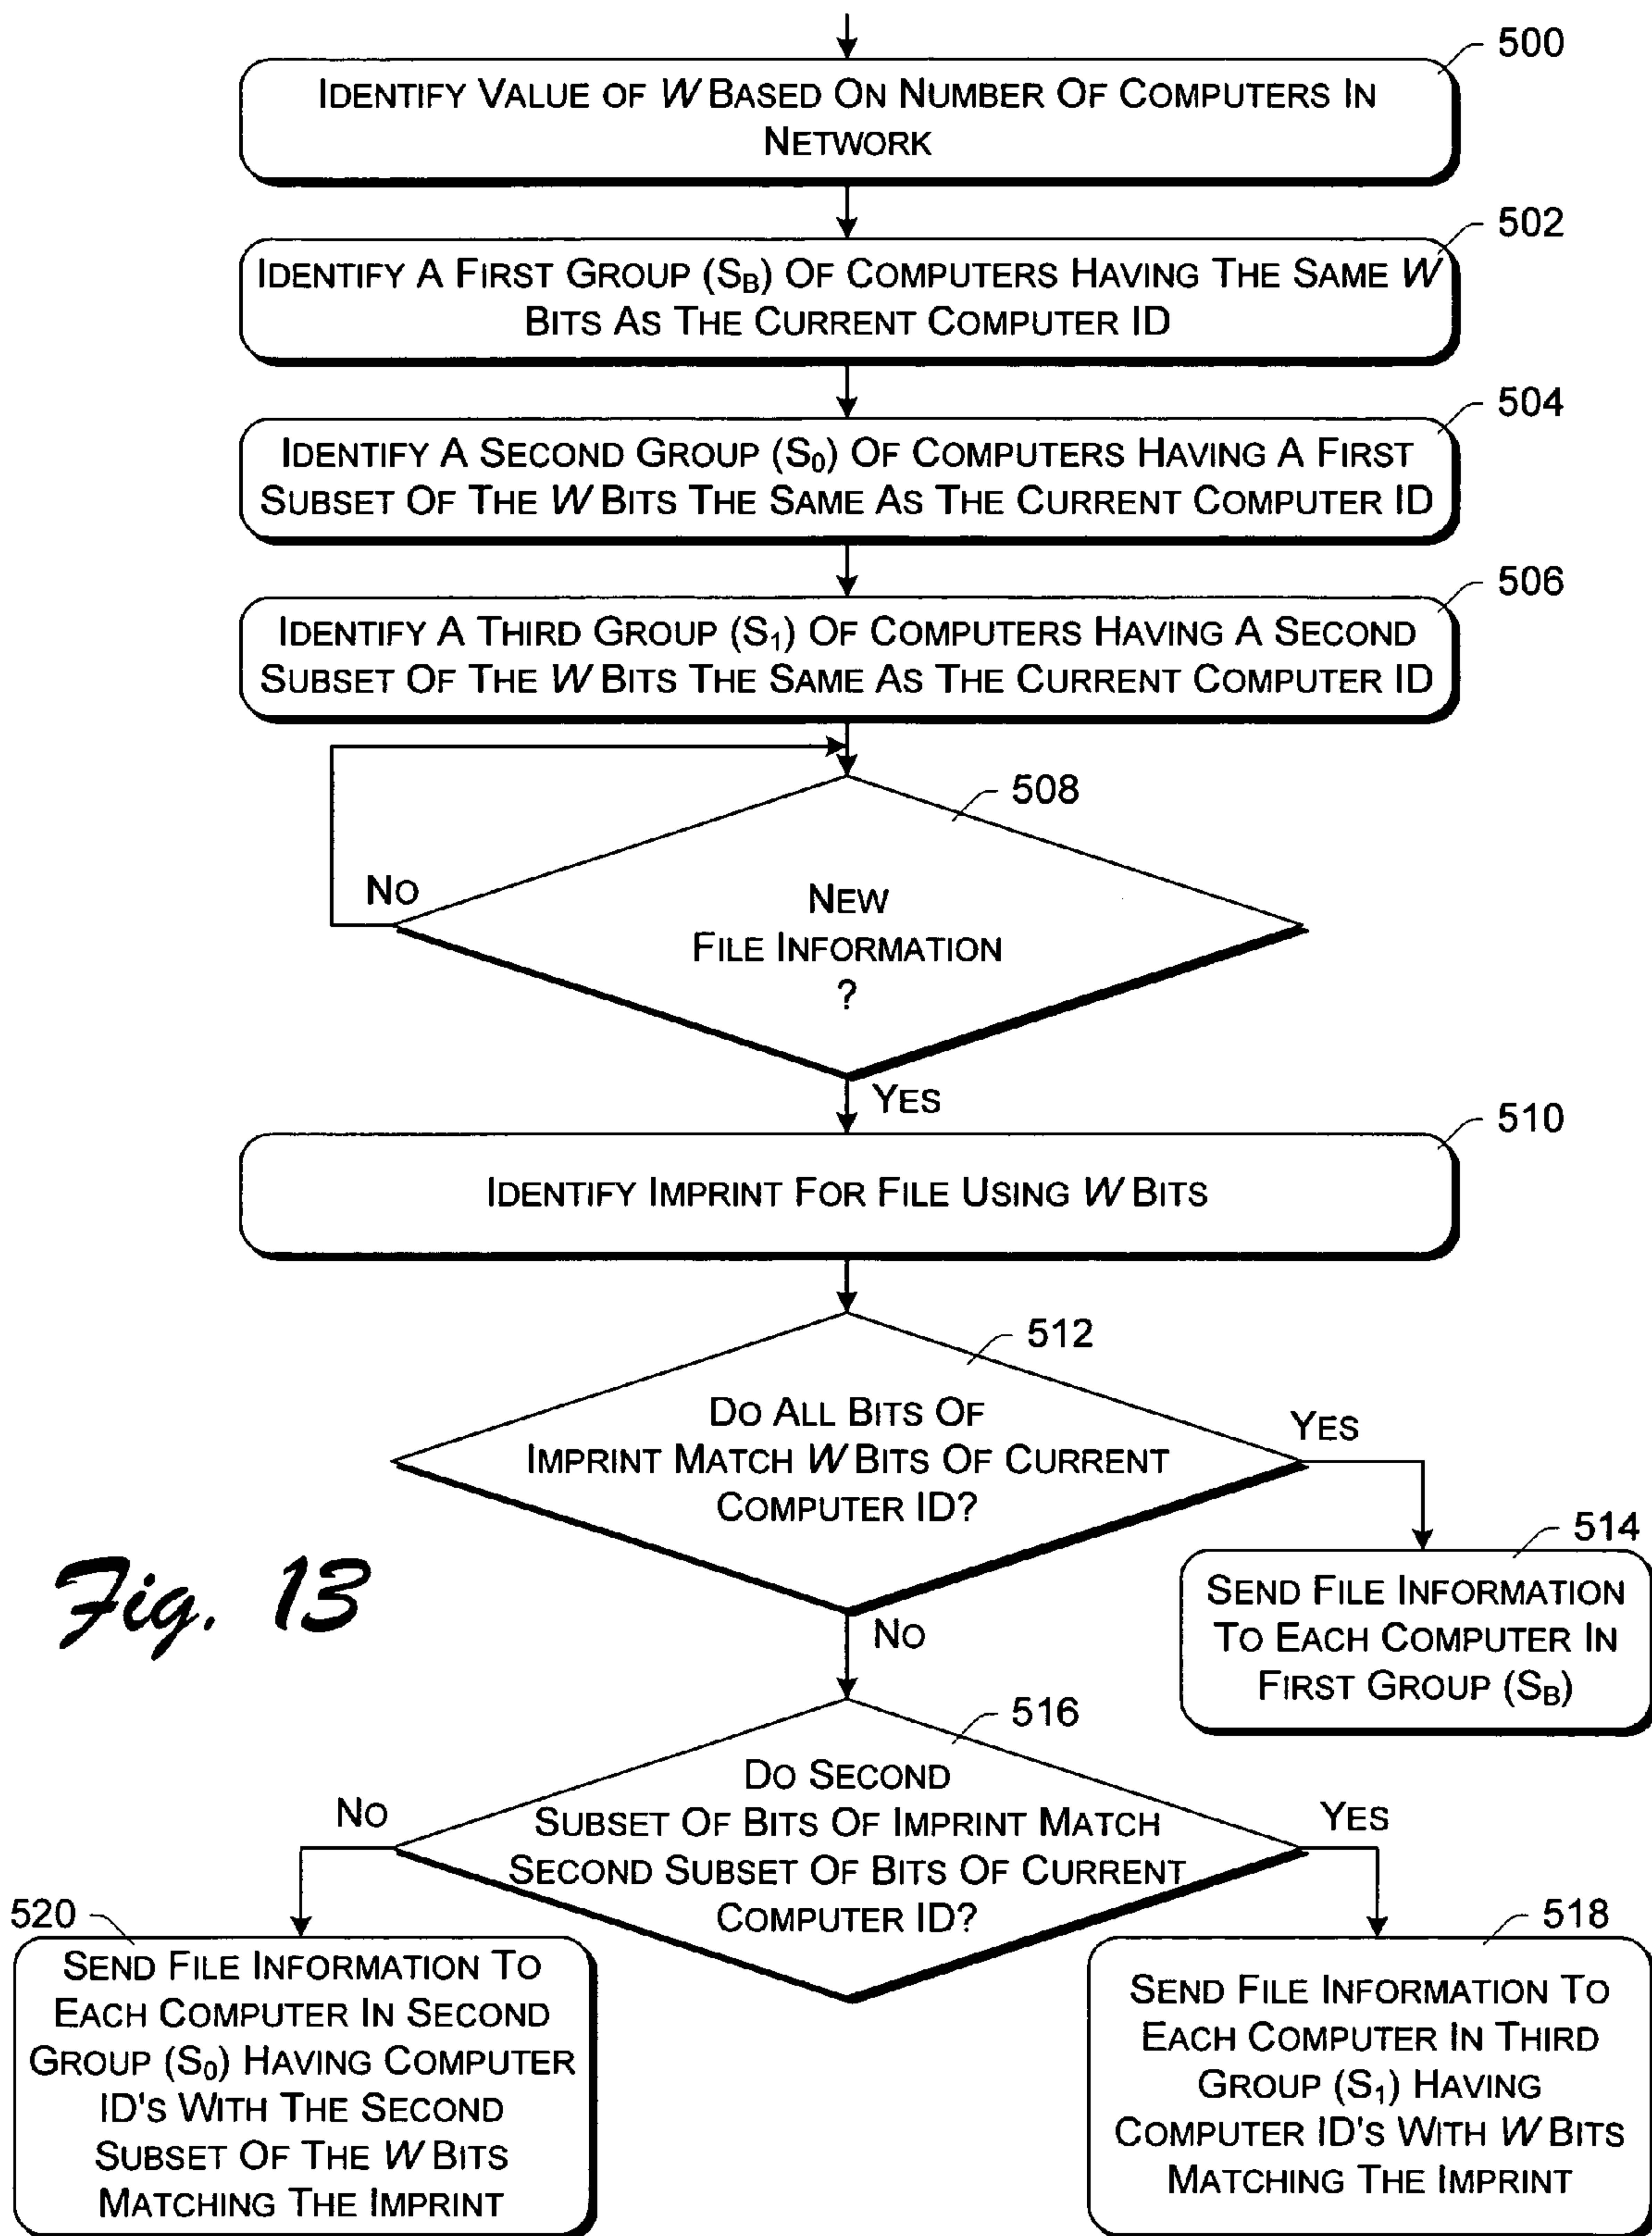 500
IDENTIFY VALUE OF W BASED ON NUMBER OF COMPUTERS IN
NETWORK
502
IDENTIFY A FIRST GROUP (SB) OF COMPUTERS HAVING THE SAME W
BITS AS THE CURRENT COMPUTER ID
504
IDENTIFY A SECOND GROUP (S0) OF COMPUTERS HAVING A FIRST
SUBSET OF THE W BITS THE SAME AS THE CURRENT COMPUTER ID
506
IDENTIFY A THIRD GROUP (S1) OF COMPUTERS HAVING A SECOND
SUBSET OF THE W BITS THE SAME AS THE CURRENT COMPUTER ID
508
NO
NEW
FILE INFORMATION
?
YES
510
IDENTIFY IMPRINT FOR FILE USING W BITS
512
DO ALL BITS OF
IMPRINT MATCH W BITS OF CURRENT
COMPUTER ID?
YES
514
SEND FILE INFORMATION
TO EACH COMPUTER IN
FIRST GROUP (SB)
Fig. 13
NO
516
DO SECOND
SUBSET OF BITS OF IMPRINT MATCH
SECOND SUBSET OF BITS OF CURRENT
COMPUTER ID?
NO
YES
520
SEND FILE INFORMATION TO
EACH COMPUTER IN SECOND
GROUP (S0) HAVING COMPUTER
ID'S WITH THE SECOND
SUBSET OF THE W BITS
MATCHING THE IMPRINT
518
SEND FILE INFORMATION TO
EACH COMPUTER IN THIRD
GROUP (S1) HAVING
COMPUTER ID'S WITH W BITS
MATCHING THE IMPRINT